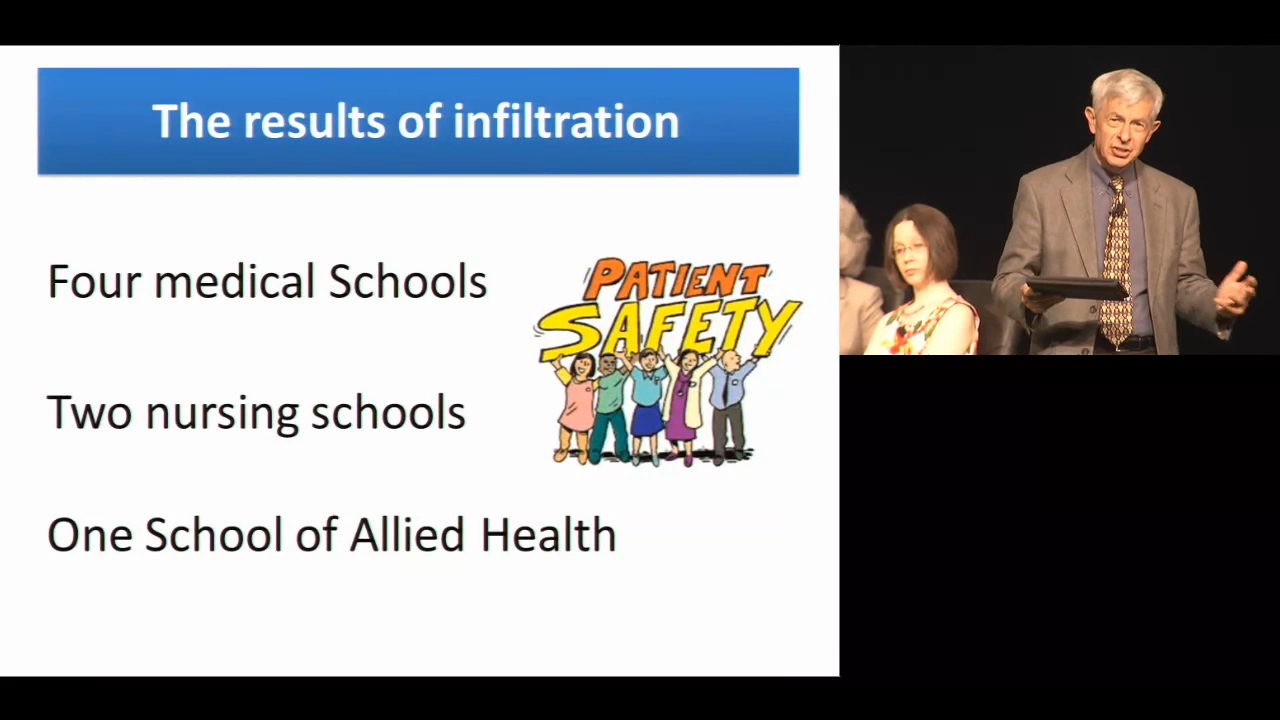 The results of infiltration
Four medical Schools
PATIENT
SAFETY
Two nursing schools
One School of Allied Health